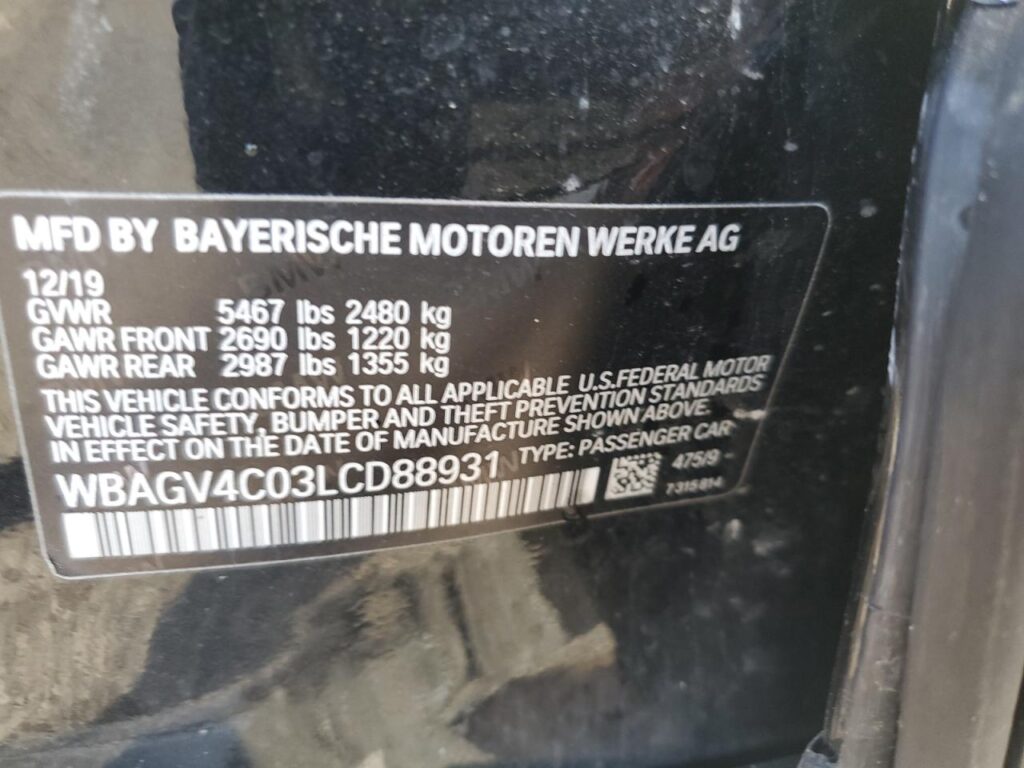 MFD BY BAYERISCHE MOTOREN WERKE AG
12/19
GVWR 5467 lbs 2480 kg
GAWR FRONT 2690 lbs 1220 kg
GAWR REAR 2987 lbs 1355 kg
THIS VEHICLE CONFORMS TO ALL APPLICABLE U.S.FEDERAL MOTOR
VEHICLE SAFETY, BUMPER AND THEFT PREVENTION STANDARDS
IN EFFECT ON THE DATE OF MANUFACTURE SHOWN ABOVE.
WBAGV4C03LCD88931 TYPE: PASSENGER CAR
475/9
7315814